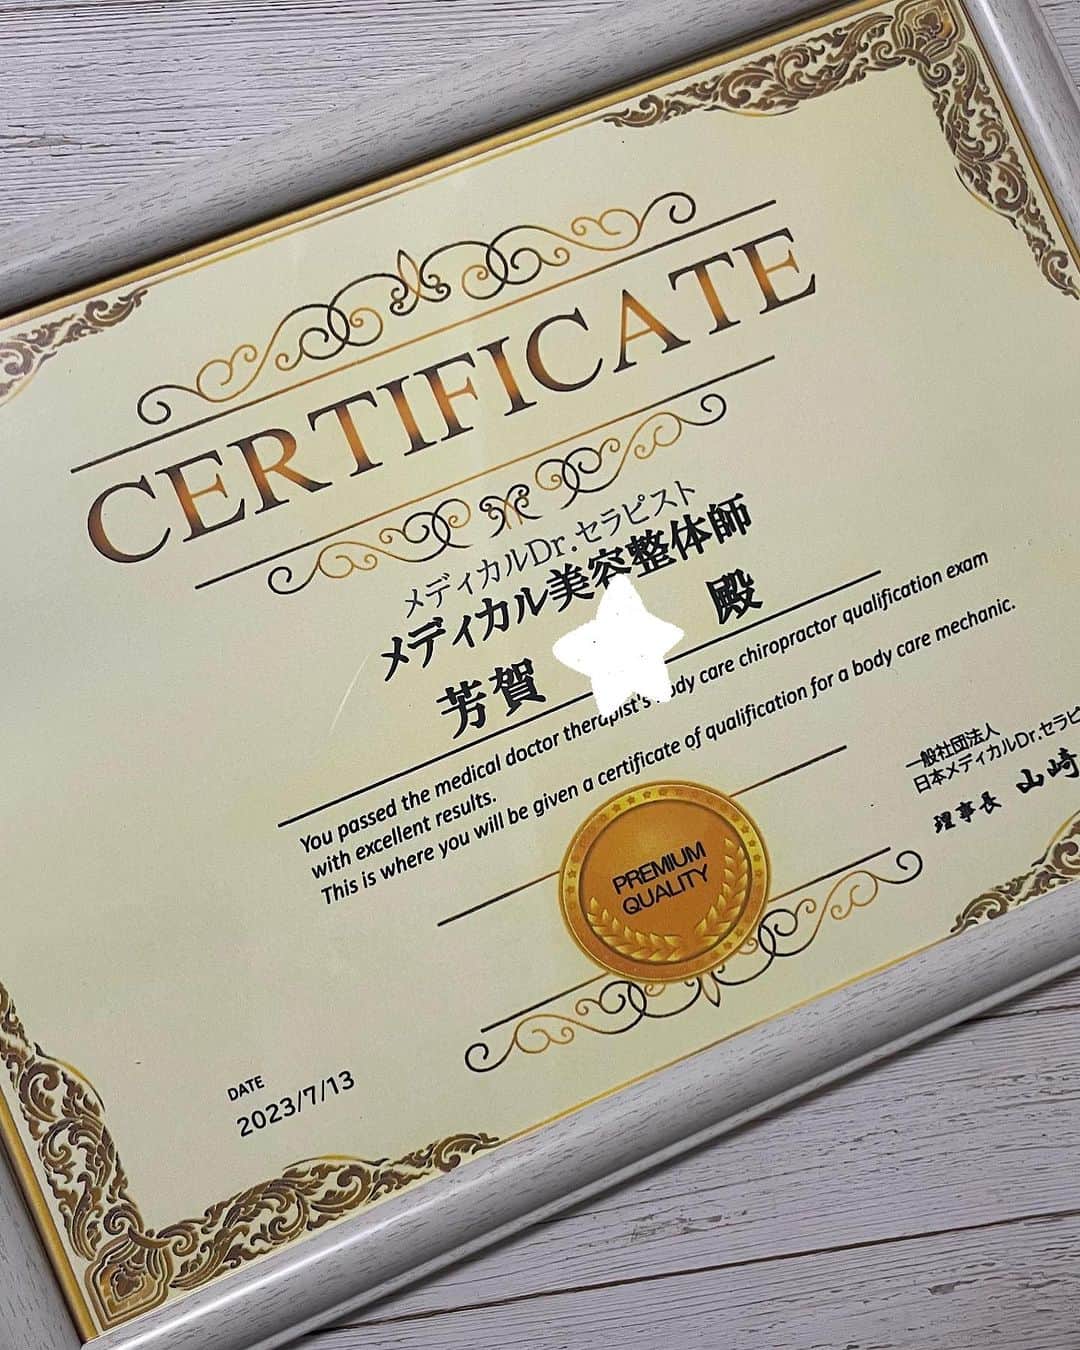 CERTIFICATE
メディカルDr.セラピスト
メディカル美容整体師
芳賀 殿
You passed the medical doctor therapist's body care chiropractor qualification exam
with excellent results.
This is where you will be given a certificate of qualification for a body care mechanic.
一般社団法人
日本メディカルDr.セラピ
理事長 山崎
PREMIUM
QUALITY
DATE
2023/7/13